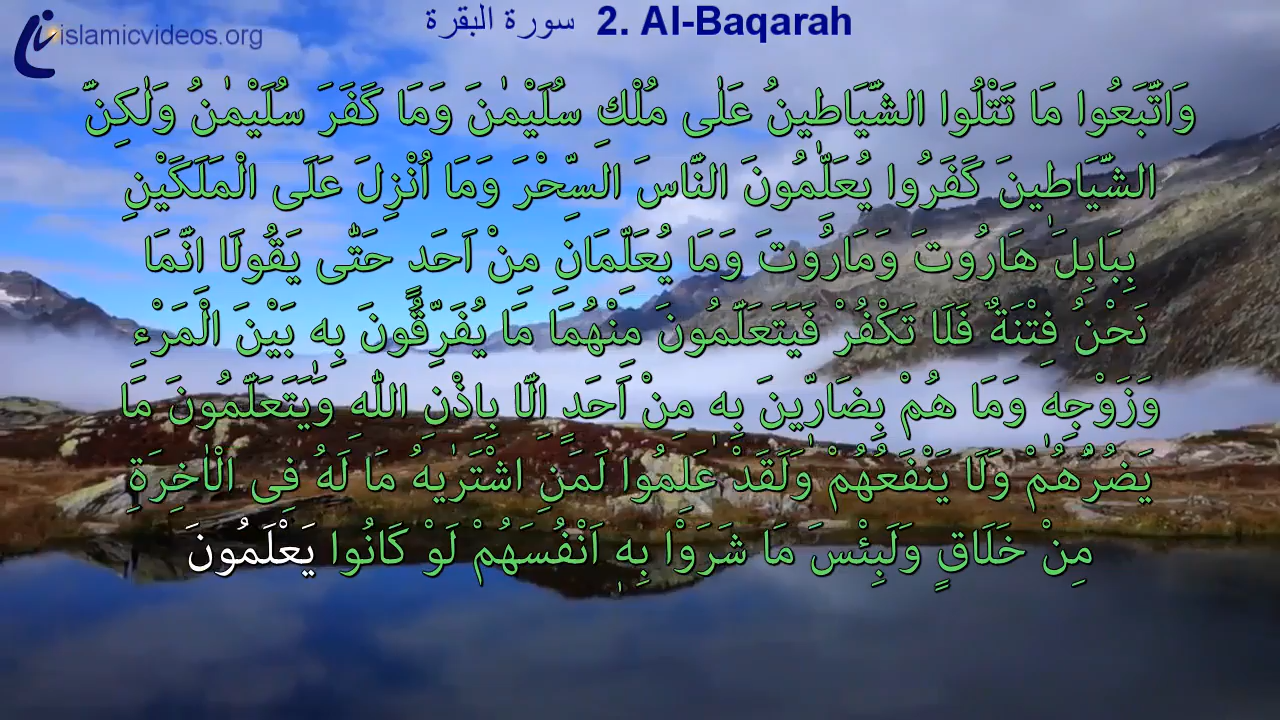 islamicvideos.org
سورة البقرة 2. Al-Baqarah
وَاتَّبَعُوا مَا تَتْلُوا الشَّيَاطِينُ عَلٰى مُلْكِ سُلَيْمٰنَ وَمَا كَفَرَ سُلَيْمٰنُ وَلٰكِنَّ
الشَّيَاطِينَ كَفَرُوا يُعَلِّمُونَ النَّاسَ السِّحْرَ وَمَا اُنْزِلَ عَلَى الْمَلَكَيْنِ
بِبَابِلَ هَارُوتَ وَمَارُوتَ وَمَا يُعَلِّمَانِ مِنْ اَحَدٍ حَتّٰى يَقُولَا اِنَّمَا
نَحْنُ فِتْنَةٌ فَلَا تَكْفُرْ فَيَتَعَلَّمُونَ مِنْهُمَا مَا يُفَرِّقُونَ بِهٖ بَيْنَ الْمَرْءِ
وَزَوْجِهٖ وَمَا هُمْ بِضَارّٖينَ بِهٖ مِنْ اَحَدٍ اِلَّا بِاِذْنِ اللّٰهِ وَيَتَعَلَّمُونَ مَا
يَضُرُّهُمْ وَلَا يَنْفَعُهُمْ وَلَقَدْ عَلِمُوا لَمَنِ اشْتَرٰيهُ مَا لَهُ فِى الْاٰخِرَةِ
مِنْ خَلَاقٍ وَلَبِئْسَ مَا شَرَوْا بِهٖ اَنْفُسَهُمْ لَوْ كَانُوا يَعْلَمُونَ